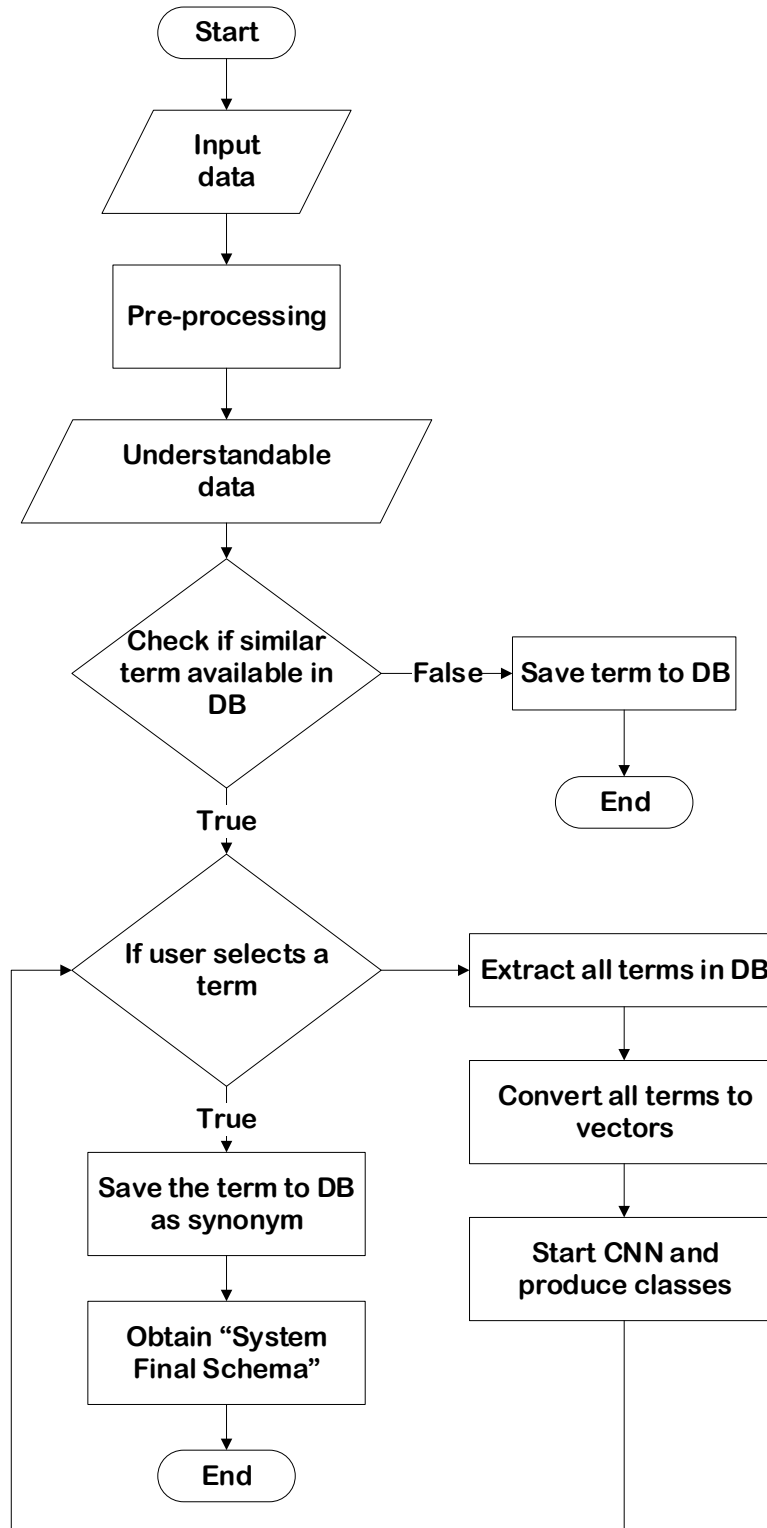 Start
Input
data
Pre-processing
Understandable
data
Check if similar
term available in
DB
False
Save term to DB
End
True
If user selects a
term
Extract all terms in DB
Convert all terms to
vectors
Start CNN and
produce classes
True
Save the term to DB
as synonym
Obtain “System
Final Schema”
End